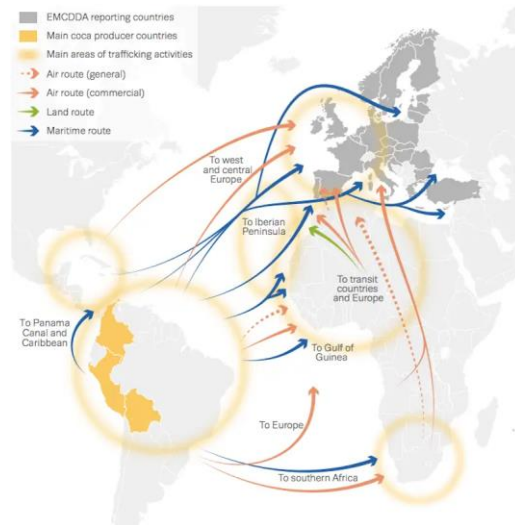 EMCDDA reporting countries
Main coca producer countries
Main areas of trafficking activities
Air route (general)
Air route (commercial)
Land route
Maritime route
To west
and central
Europe
To Iberian
Peninsula
To transit
countries
and Europe
To Panama
Canal and
Caribbean
To Gulf of
Guinea
To Europe
To southern Africa